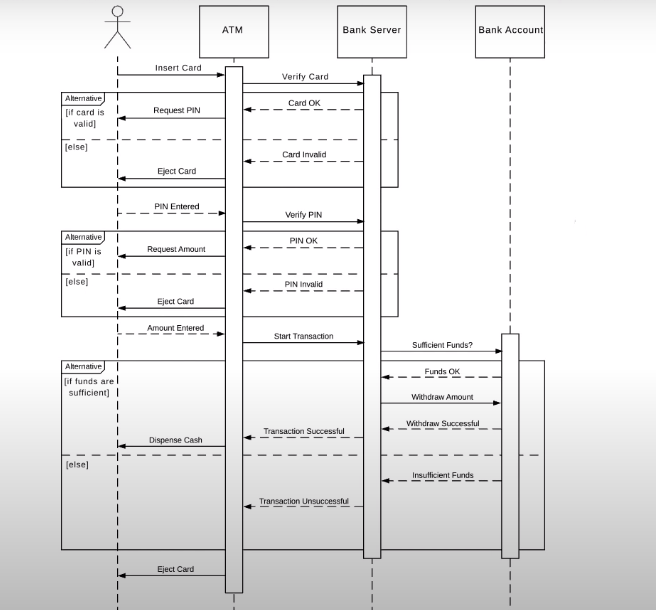 ATM
Bank Server
Bank Account
Insert Card
Verify Card
Alternative
[if card is
valid]
Card OK
Request PIN
[else]
Card Invalid
Eject Card
PIN Entered
Verify PIN
Alternative
[if PIN is
valid]
PIN OK
Request Amount
[else]
PIN Invalid
Eject Card
Amount Entered
Start Transaction
Sufficient Funds?
Alternative
[if funds are
sufficient]
Funds OK
Withdraw Amount
Withdraw Successful
Transaction Successful
Dispense Cash
[else]
Insufficient Funds
Transaction Unsuccessful
Eject Card